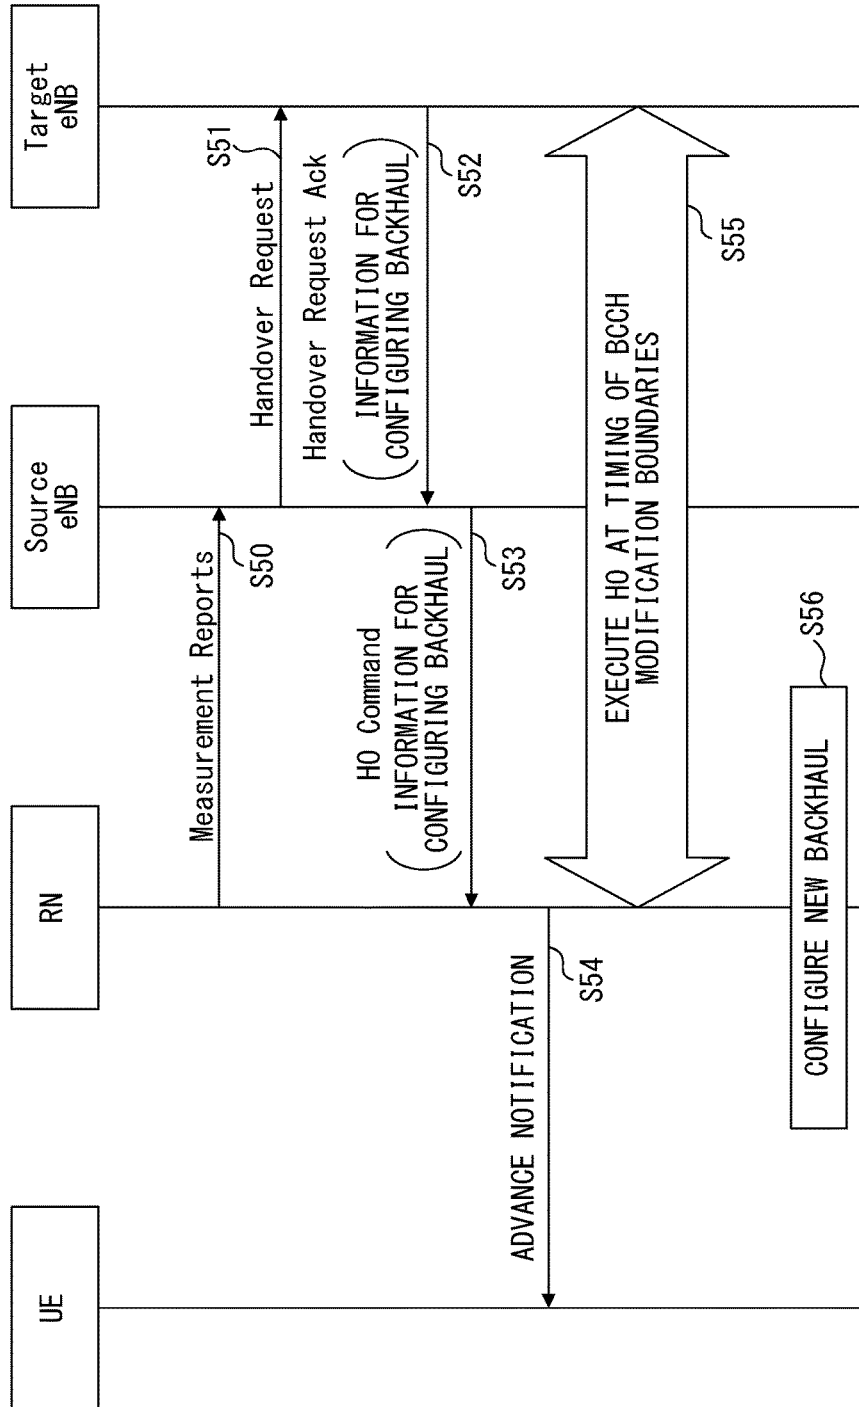 UE
RN
Source
eNB
Target
eNB
Measurement Reports
S50
Handover Request
S51
Handover Request Ack
INFORMATION FOR
CONFIGURING BACKHAUL
S52
HO Command
INFORMATION FOR
CONFIGURING BACKHAUL
S53
ADVANCE NOTIFICATION
S54
EXECUTE HO AT TIMING OF BCCH
MODIFICATION BOUNDARIES
S55
CONFIGURE NEW BACKHAUL
S56